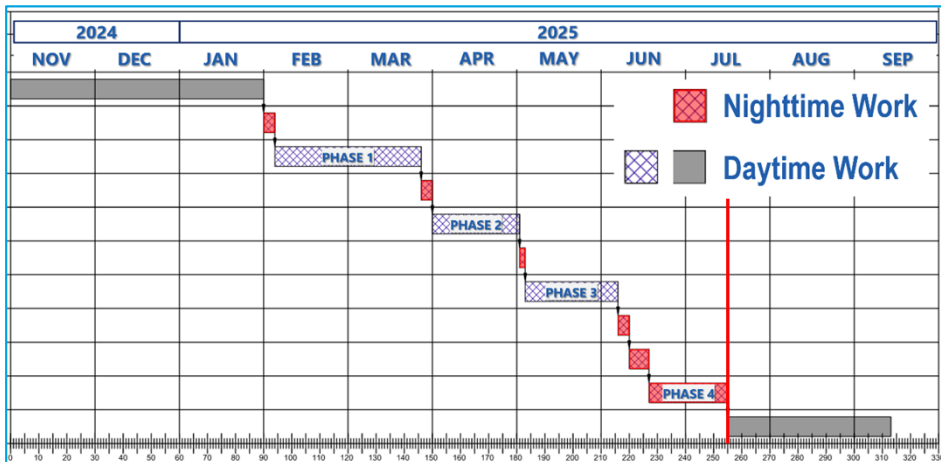 2024 2025
NOV DEC JAN FEB MAR APR MAY JUN JUL AUG SEP
Nighttime Work
PHASE 1
Daytime Work
PHASE 2
PHASE 3
PHASE 4
0 10 20 30 40 50 60 70 80 90 100 110 120 130 140 150 160 170 180 190 200 210 220 230 240 250 260 270 280 290 300 310 320